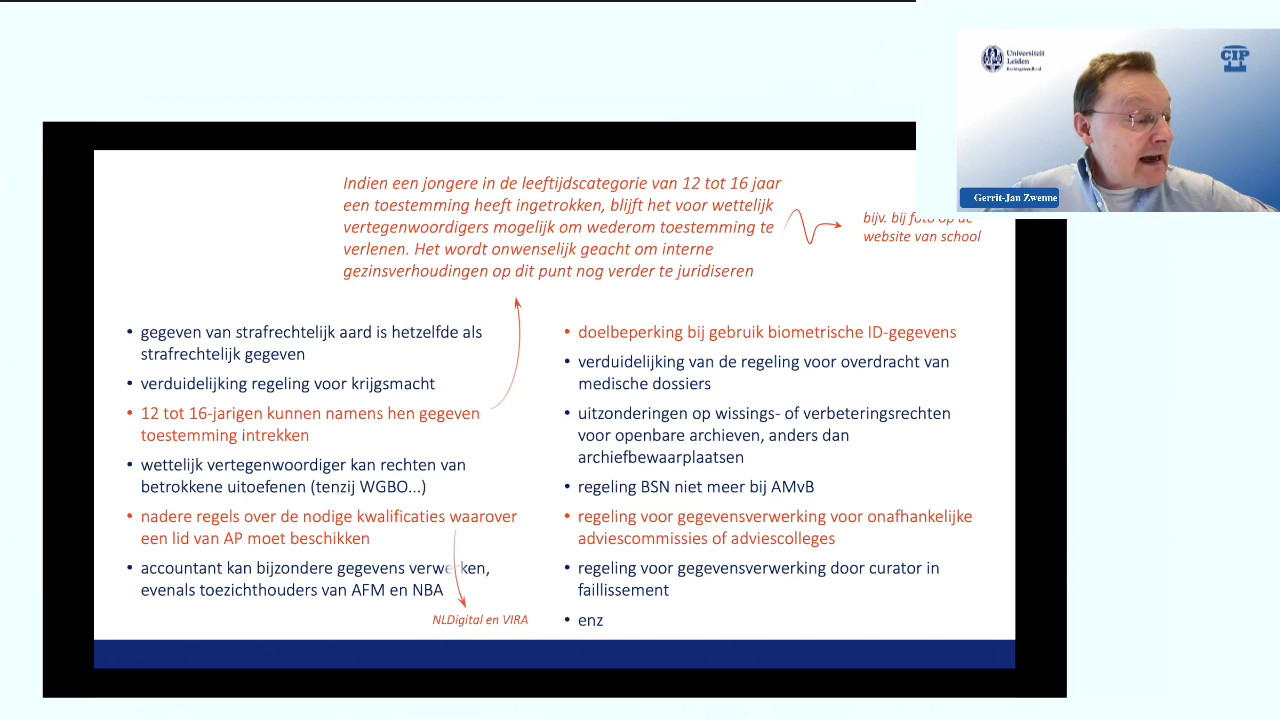 Universiteit
Leiden
CIP
Gerrit-Jan Zwenne
Indien een jongere in de leeftijdscategorie van 12 tot 16 jaar
een toestemming heeft ingetrokken, blijft het voor wettelijk
vertegenwoordigers mogelijk om wederom toestemming te
verlenen. Het wordt onwenselijk geacht om interne
gezinsverhoudingen op dit punt nog verder te juridiseren
bijv. bij foto op de
website van school
• gegeven van strafrechtelijk aard is hetzelfde als
strafrechtelijk gegeven
• verduidelijking regeling voor krijgsmacht
• 12 tot 16-jarigen kunnen namens hen gegeven
toestemming intrekken
• wettelijk vertegenwoordiger kan rechten van
betrokkene uitoefenen (tenzij WGBO...)
• nadere regels over de nodige kwalificaties waarover
een lid van AP moet beschikken
• accountant kan bijzondere gegevens verwerken,
evenals toezichthouders van AFM en NBA
NLDigital en VIRA
• doelbeperking bij gebruik biometrische ID-gegevens
• verduidelijking van de regeling voor overdracht van
medische dossiers
• uitzonderingen op wissings- of verbeteringsrechten
voor openbare archieven, anders dan
archiefbewaarplaatsen
• regeling BSN niet meer bij AMvB
• regeling voor gegevensverwerking voor onafhankelijke
adviescommissies of adviescolleges
• regeling voor gegevensverwerking door curator in
faillissement
• enz